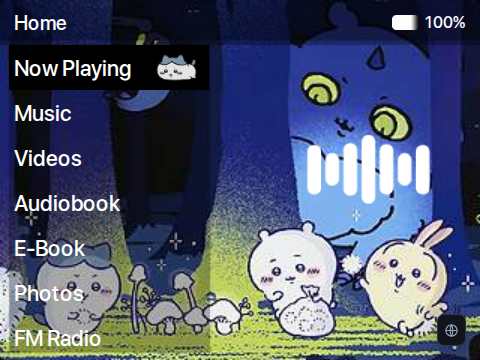 Home
100%
Now Playing
Music
Videos
Audiobook
E-Book
Photos
FM Radio